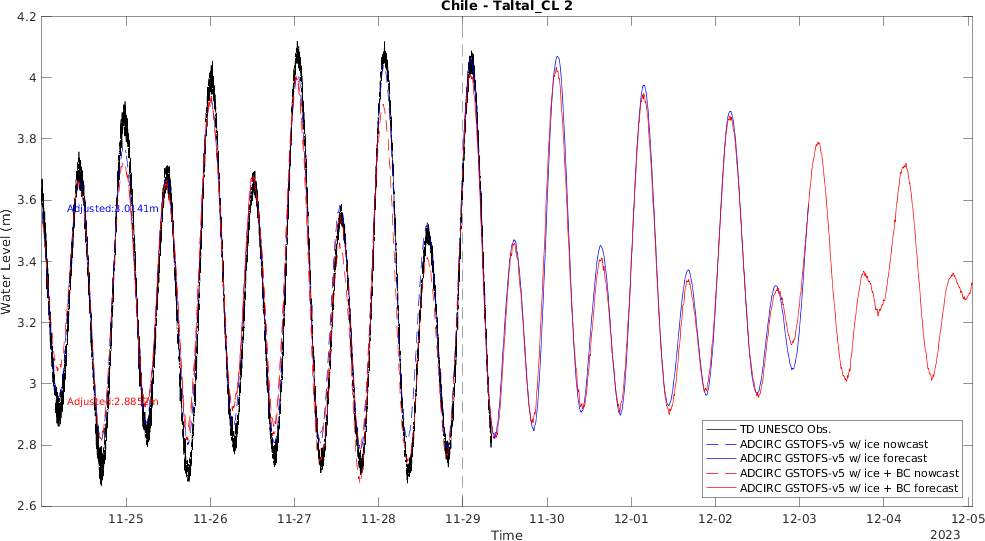 Chile - Taltal_CL 2
4.2
4
3.8
3.6
3.4
3.2
3
2.8
2.6
Water Level (m)
Adjusted:3.0141m
Adjusted:2.8852m
TD UNESCO Obs.
ADCIRC GSTOFS-v5 w/ ice nowcast
ADCIRC GSTOFS-v5 w/ ice forecast
ADCIRC GSTOFS-v5 w/ ice + BC nowcast
ADCIRC GSTOFS-v5 w/ ice + BC forecast
11-25 11-26 11-27 11-28 11-29 11-30 12-01 12-02 12-03 12-04 12-05
Time
2023